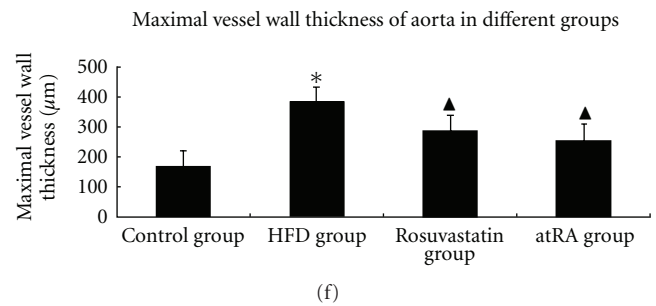 Maximal vessel wall thickness of aorta in different groups
Maximal vessel wall
thickness (μm)
500
400
300
200
100
0
*
▲
▲
Control group
HFD group
Rosuvastatin
group
atRA group
(f)